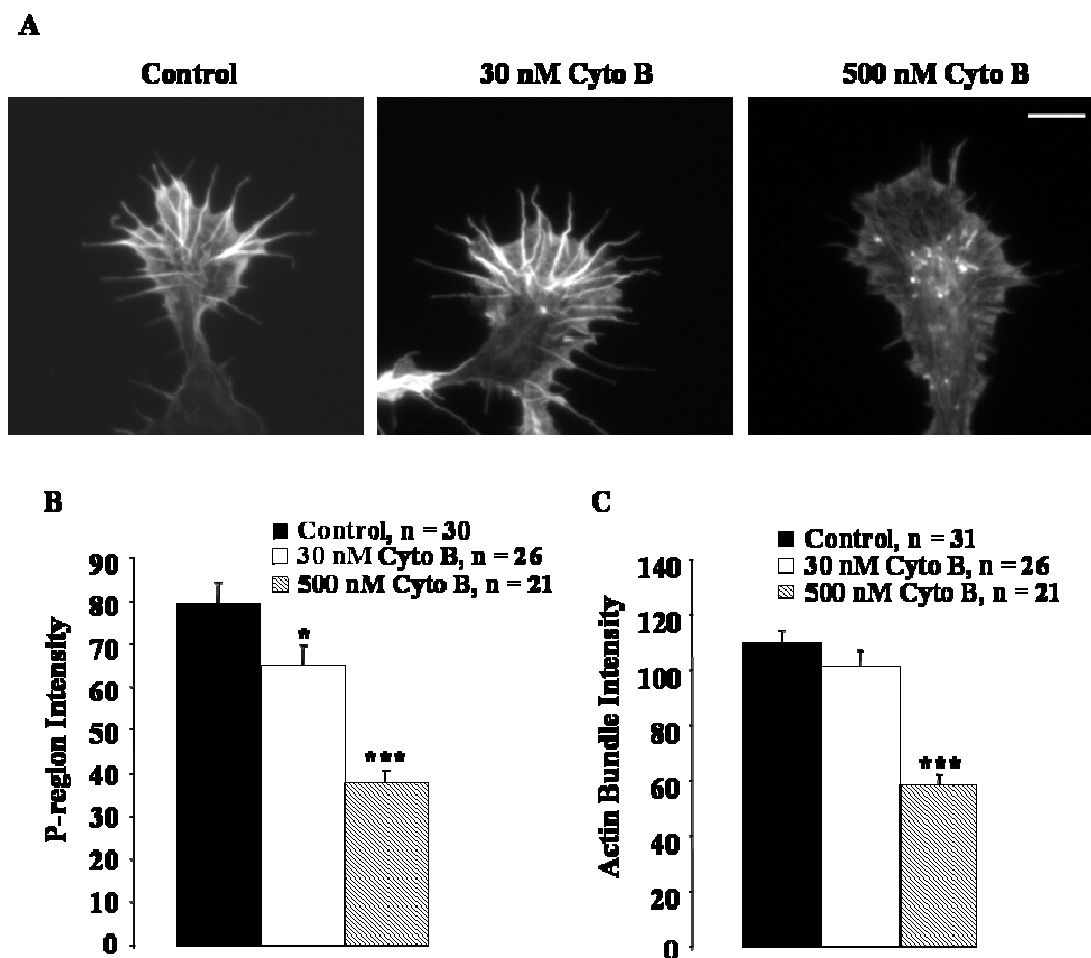 A
Control
30 nM Cyto B
500 nM Cyto B
B
Control, n = 30
30 nM Cyto B, n = 26
500 nM Cyto B, n = 21
P-region Intensity
90
80
70
60
50
40
30
20
10
0
*
***
C
Control, n = 31
30 nM Cyto B, n = 26
500 nM Cyto B, n = 21
Actin Bundle Intensity
140
120
100
80
60
40
20
0
***